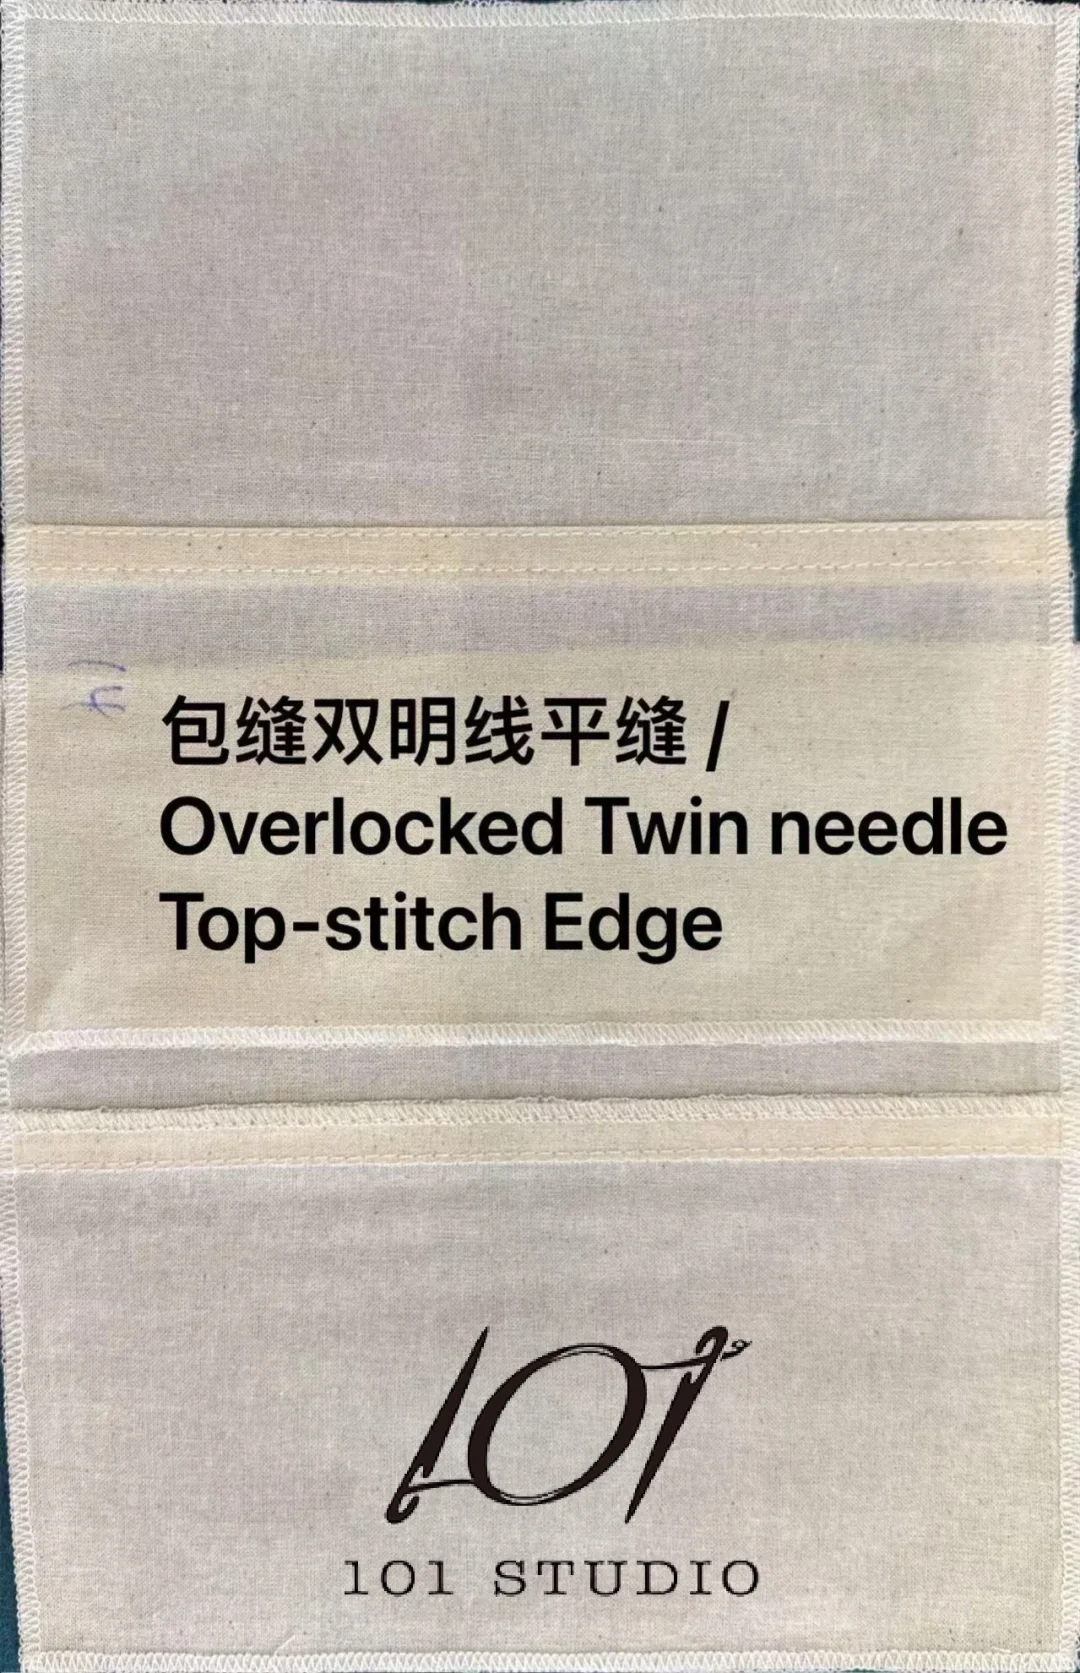 包缝双明线平缝 /
Overlocked Twin needle
Top-stitch Edge
101
101 STUDIO